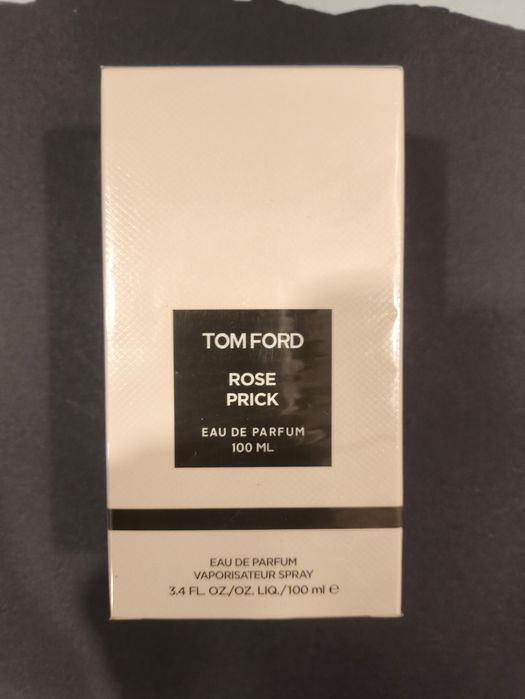 TOM FORD
ROSE
PRICK
EAU DE PARFUM
100 ML
EAU DE PARFUM
VAPORISATEUR SPRAY
3.4 FL. OZ./OZ. LIQ./100 ml ℮